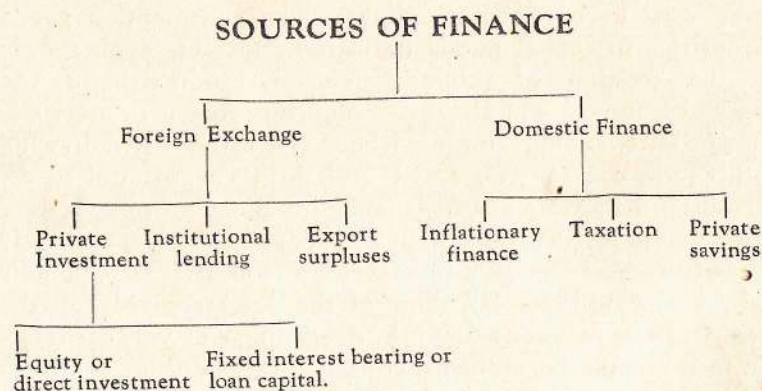 SOURCES OF FINANCE
Foreign Exchange
Domestic Finance
Private
Investment
Institutional
lending
Export
surpluses
Inflationary
finance
Taxation
Private
savings
Equity or
direct investment
Fixed interest bearing or
loan capital.